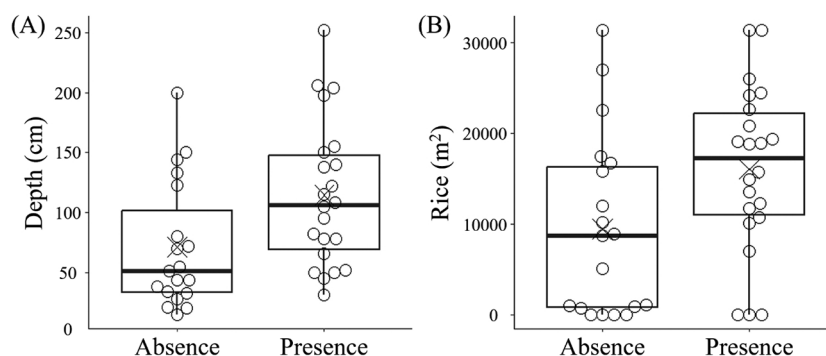 (A)
Depth (cm)
250
200
150
100
50
0
Absence Presence
(B)
Rice (m²)
30000
20000
10000
0
Absence Presence